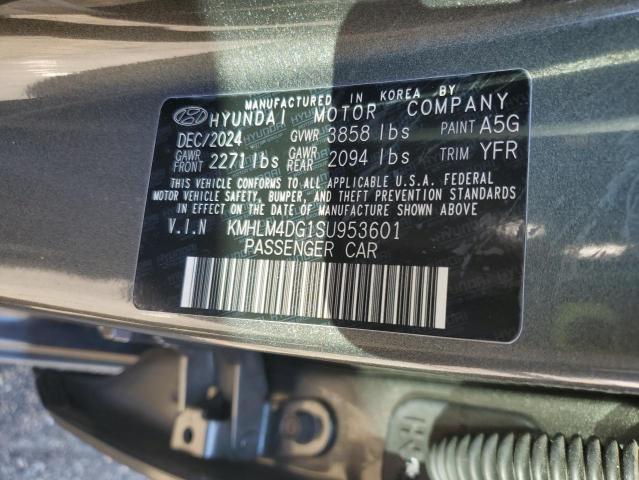 MANUFACTURED IN KOREA BY
HYUNDAI MOTOR COMPANY
DEC/2024 GVWR 3858 lbs PAINT A5G
GAWR FRONT 2271 lbs GAWR REAR 2094 lbs TRIM YFR
THIS VEHICLE CONFORMS TO ALL APPLICABLE U.S.A. FEDERAL
MOTOR VEHICLE SAFETY, BUMPER, AND THEFT PREVENTION STANDARDS
IN EFFECT ON THE DATE OF MANUFACTURE SHOWN ABOVE
V.I.N KMHLM4DG1SU953601
PASSENGER CAR